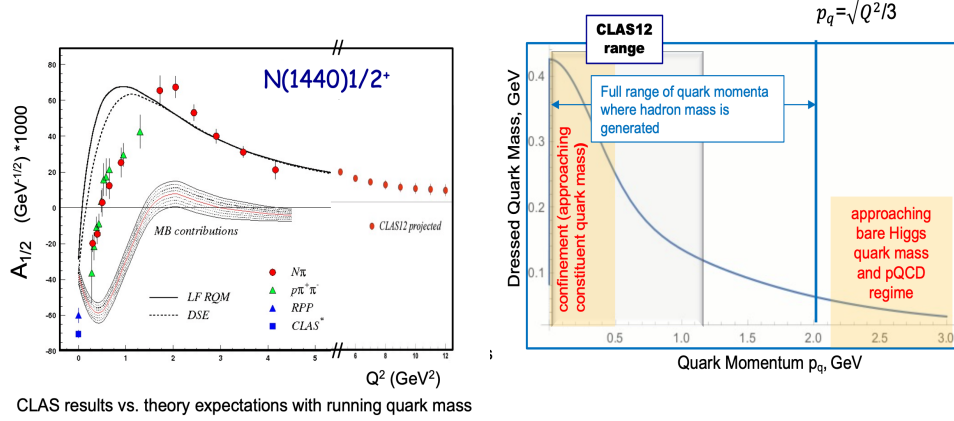 N(1440)1/2⁺
A₁/₂ (GeV⁻¹/²) *1000
80
60
40
20
0
-20
-40
-60
-80
MB contributions
CLAS12 projected
Nπ
pπ⁺π⁻
RPP
CLAS*
LF RQM
DSE
0
1
2
3
4
5
6
8
10
12
Q² (GeV²)
CLAS results vs. theory expectations with running quark mass
p_q=√Q²/3
CLAS12
range
Full range of quark momenta
where hadron mass is
generated
Dressed Quark Mass, GeV
0.4
0.3
0.2
0.1
confinement (approaching
constituent quark mass)
approaching
bare Higgs
quark mass
and pQCD
regime
0.5
1.0
1.5
2.0
2.5
3.0
Quark Momentum p_q, GeV
s